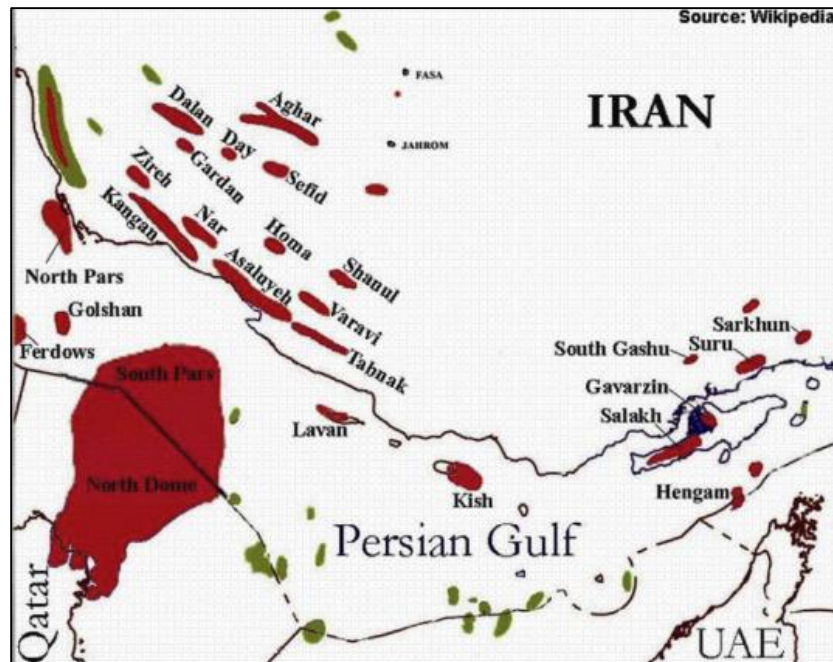 Source: Wikipedia
FASA
IRAN
Dalan
Aghar
JAHROM
Day
Gardan
Sefid
Zireh
Kangan
Nar
Homa
Shanul
North Pars
Asaluyeh
Varavi
Golshan
Ferdows
Tabnak
Sarkhun
South Gashu
Suru
South Pars
Gavarzin
Salakh
Lavan
North Dome
Kish
Hengam
Persian Gulf
Qatar
UAE